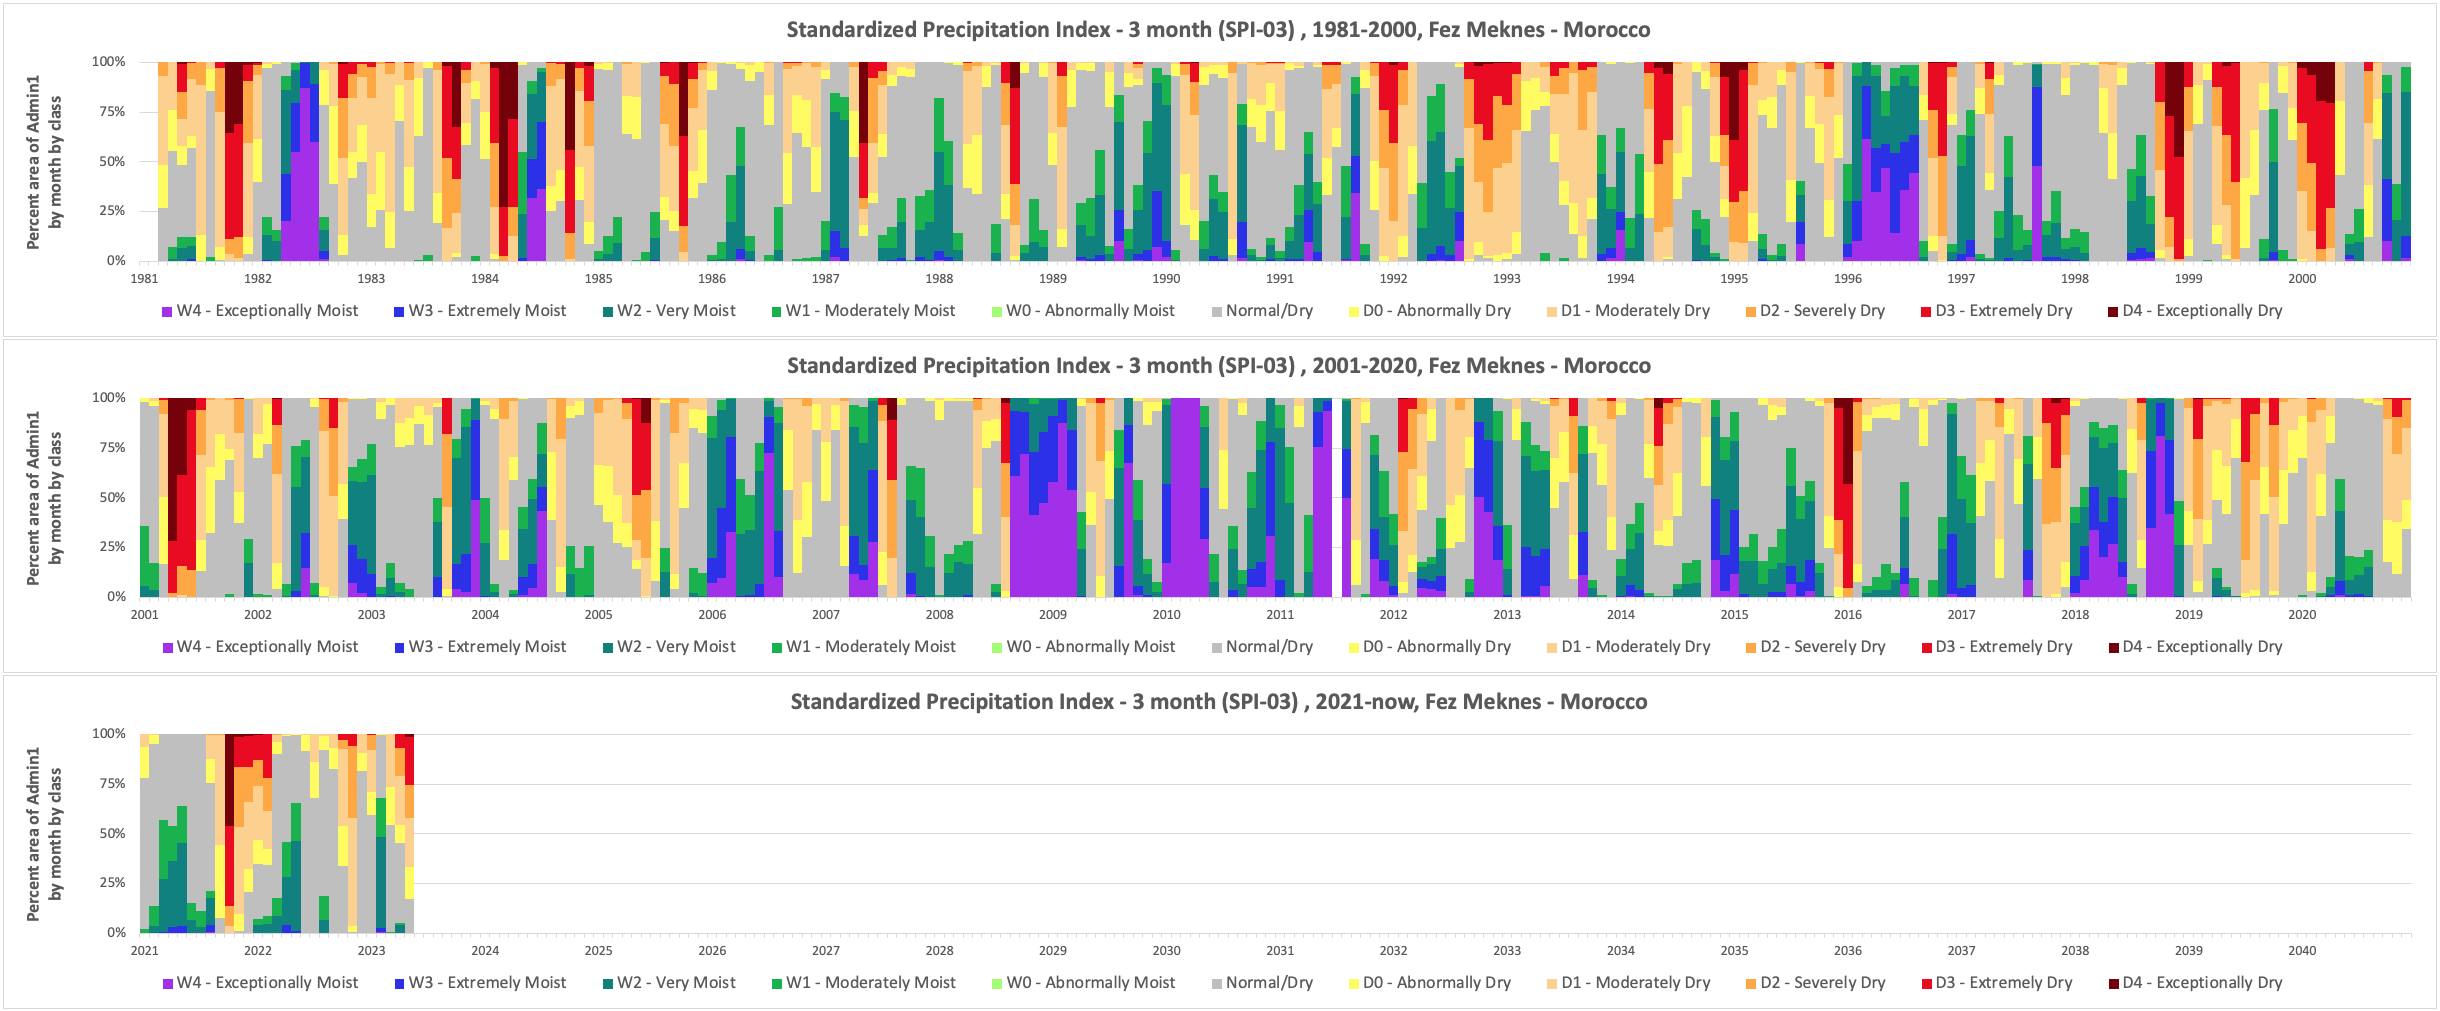 Standardized Precipitation Index - 3 month (SPI-03) , 1981-2000, Fez Meknes - Morocco
Percent area of Admin1
by month by class
100%
75%
50%
25%
0%
1981 1982 1983 1984 1985 1986 1987 1988 1989 1990 1991 1992 1993 1994 1995 1996 1997 1998 1999 2000
W4 - Exceptionally Moist W3 - Extremely Moist W2 - Very Moist W1 - Moderately Moist W0 - Abnormally Moist Normal/Dry D0 - Abnormally Dry D1 - Moderately Dry D2 - Severely Dry D3 - Extremely Dry D4 - Exceptionally Dry
Standardized Precipitation Index - 3 month (SPI-03) , 2001-2020, Fez Meknes - Morocco
Percent area of Admin1
by month by class
100%
75%
50%
25%
0%
2001 2002 2003 2004 2005 2006 2007 2008 2009 2010 2011 2012 2013 2014 2015 2016 2017 2018 2019 2020
W4 - Exceptionally Moist W3 - Extremely Moist W2 - Very Moist W1 - Moderately Moist W0 - Abnormally Moist Normal/Dry D0 - Abnormally Dry D1 - Moderately Dry D2 - Severely Dry D3 - Extremely Dry D4 - Exceptionally Dry
Standardized Precipitation Index - 3 month (SPI-03) , 2021-now, Fez Meknes - Morocco
Percent area of Admin1
by month by class
100%
75%
50%
25%
0%
2021 2022 2023 2024 2025 2026 2027 2028 2029 2030 2031 2032 2033 2034 2035 2036 2037 2038 2039 2040
W4 - Exceptionally Moist W3 - Extremely Moist W2 - Very Moist W1 - Moderately Moist W0 - Abnormally Moist Normal/Dry D0 - Abnormally Dry D1 - Moderately Dry D2 - Severely Dry D3 - Extremely Dry D4 - Exceptionally Dry